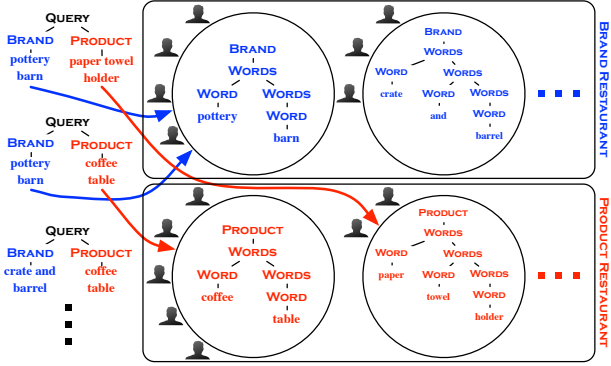 QUERY
BRAND PRODUCT
pottery paper towel
barn holder
QUERY
BRAND PRODUCT
pottery coffee
barn table
QUERY
BRAND PRODUCT
crate and coffee
barrel table
BRAND
WORDS
WORD WORDS
pottery WORD
barn
BRAND
WORDS
WORD WORDS
crate WORD WORDS
and WORD
barrel
BRAND RESTAURANT
PRODUCT
WORDS
WORD WORDS
coffee WORD
table
PRODUCT
WORDS
WORD WORDS
paper WORD WORDS
towel WORD
holder
PRODUCT RESTAURANT